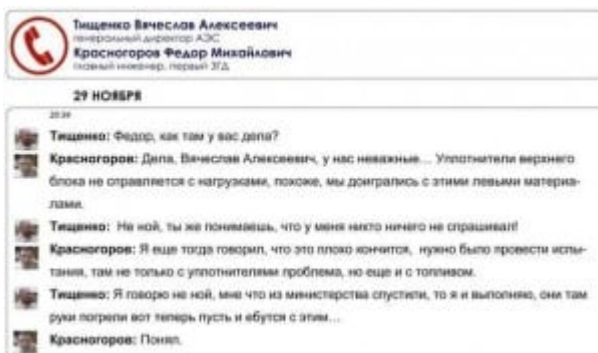 Тищенко Вячеслав Алексеевич
генеральный директор АЭС
Красногоров Федор Михайлович
главный инженер, первый ЗГД
29 НОЯБРЯ
20:39
Тищенко: Федор, как там у вас дела?
Красногоров: Дела, Вячеслав Алексеевич, у нас неважные... Уплотнители верхнего
блока не справляется с нагрузками, похоже, мы доигрались с этими левыми материа-
лами.
Тищенко: Не ной, ты же понимаешь, что у меня никто ничего не спрашивал!
Красногоров: Я еще тогда говорил, что это плохо кончится, нужно было провести испы-
тания, там не только с уплотнителями проблема, но еще и с топливом.
Тищенко: Я говорю не ной, мне что из министерства спустили, то я и выполняю, они там
руки погрели вот теперь пусть и ебутся с этим...
Красногоров: Понял.